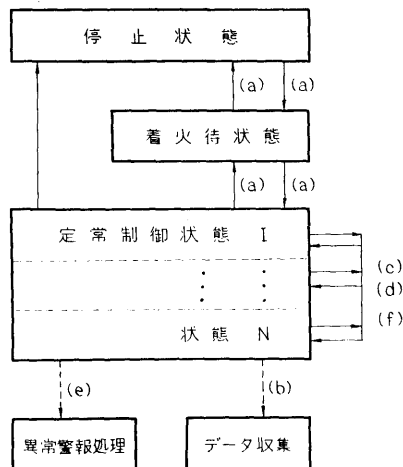 停止状態
(a) (a)
着火待状態
(a) (a)
定常制御状態 I
(c)
(d)
状態 N
(f)
(e) (b)
異常警報処理 データ収集